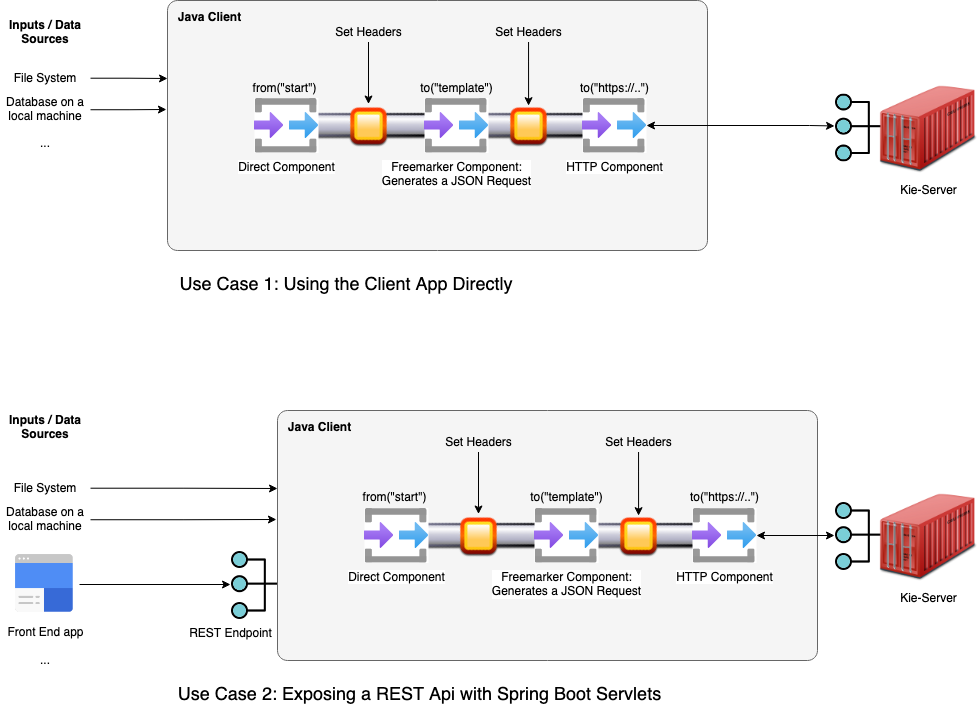 Inputs / Data
Sources
Java Client
Set Headers
Set Headers
File System
Database on a
local machine
...
from("start")
to("template")
to("https://..")
Direct Component
Freemarker Component:
Generates a JSON Request
HTTP Component
Kie-Server
Use Case 1: Using the Client App Directly
Inputs / Data
Sources
Java Client
Set Headers
Set Headers
File System
Database on a
local machine
from("start")
to("template")
to("https://..")
Direct Component
Freemarker Component:
Generates a JSON Request
HTTP Component
Kie-Server
Front End app
REST Endpoint
...
Use Case 2: Exposing a REST Api with Spring Boot Servlets